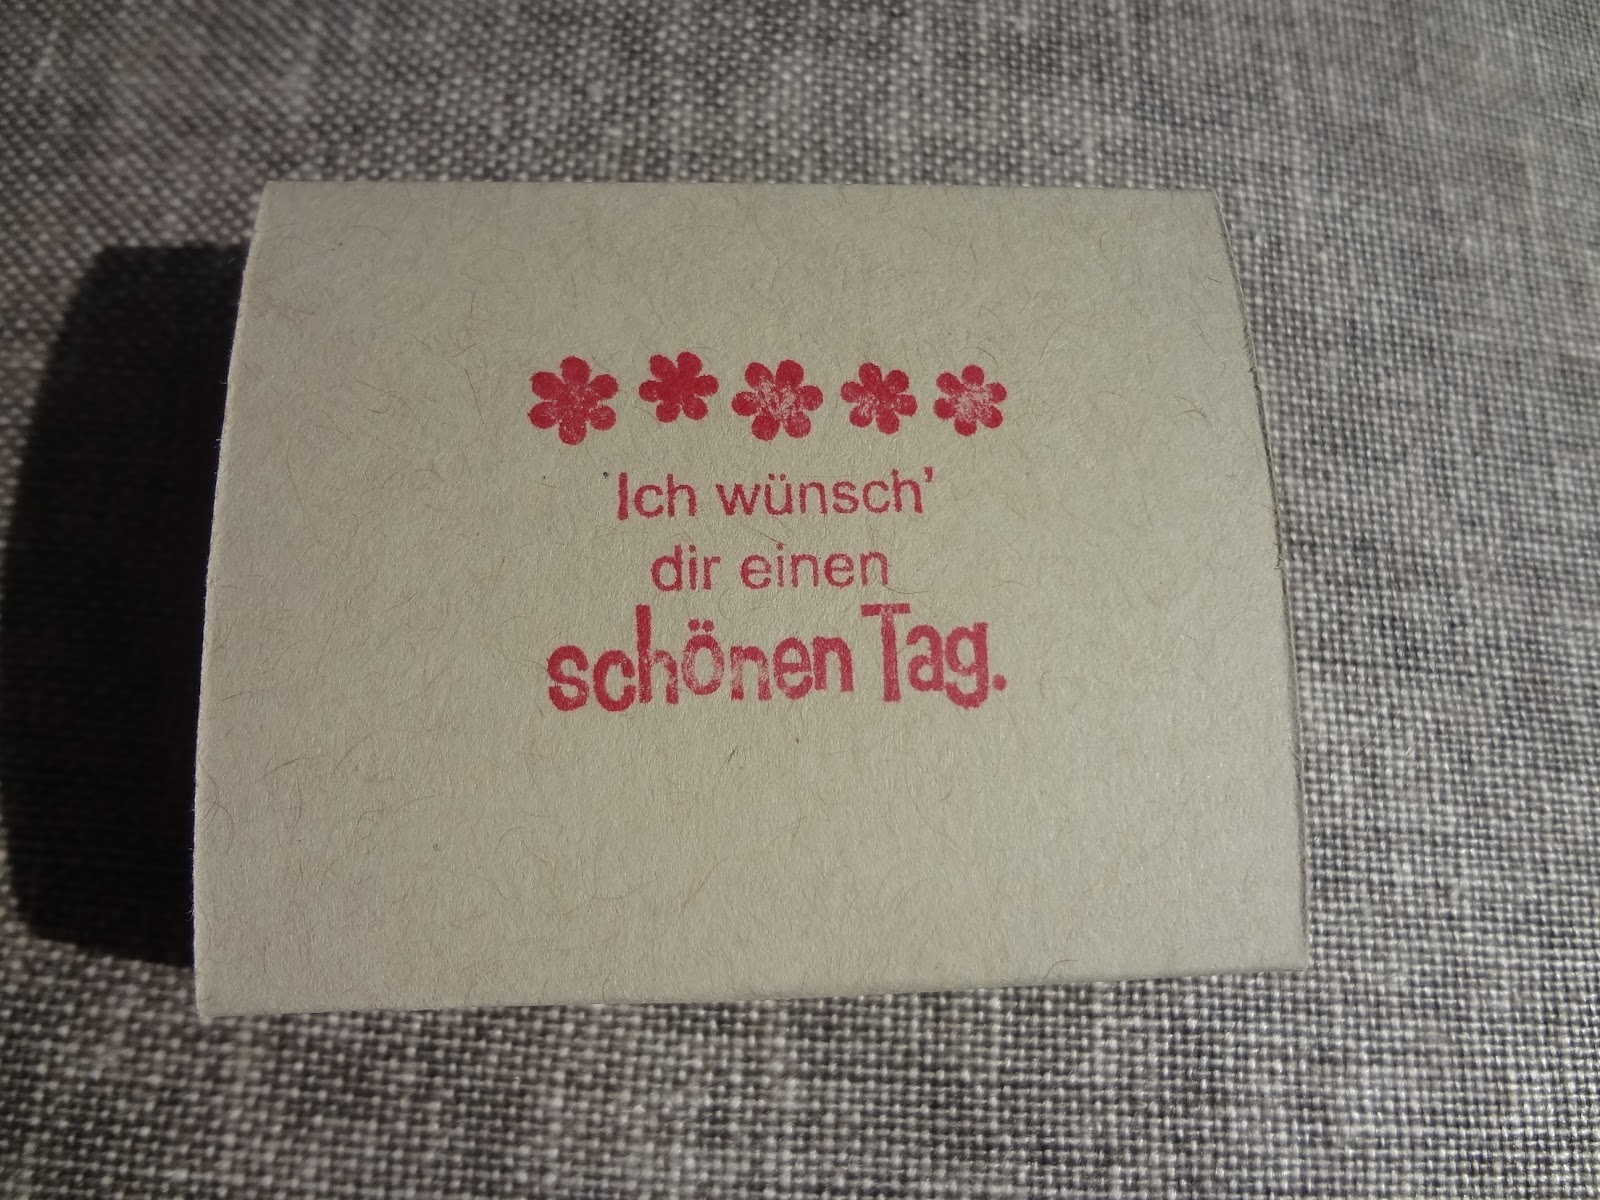 Ich wünsch'
dir einen
schönen Tag.